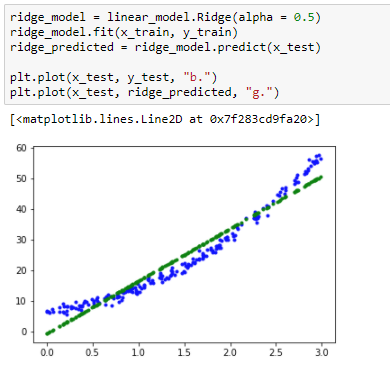 ridge_model = linear_model.Ridge(alpha = 0.5)
ridge_model.fit(x_train, y_train)
ridge_predicted = ridge_model.predict(x_test)
plt.plot(x_test, y_test, "b.")
plt.plot(x_test, ridge_predicted, "g.")
[<matplotlib.lines.Line2D at 0x7f283cd9fa20>]
60
50
40
30
20
10
0
0.0 0.5 1.0 1.5 2.0 2.5 3.0